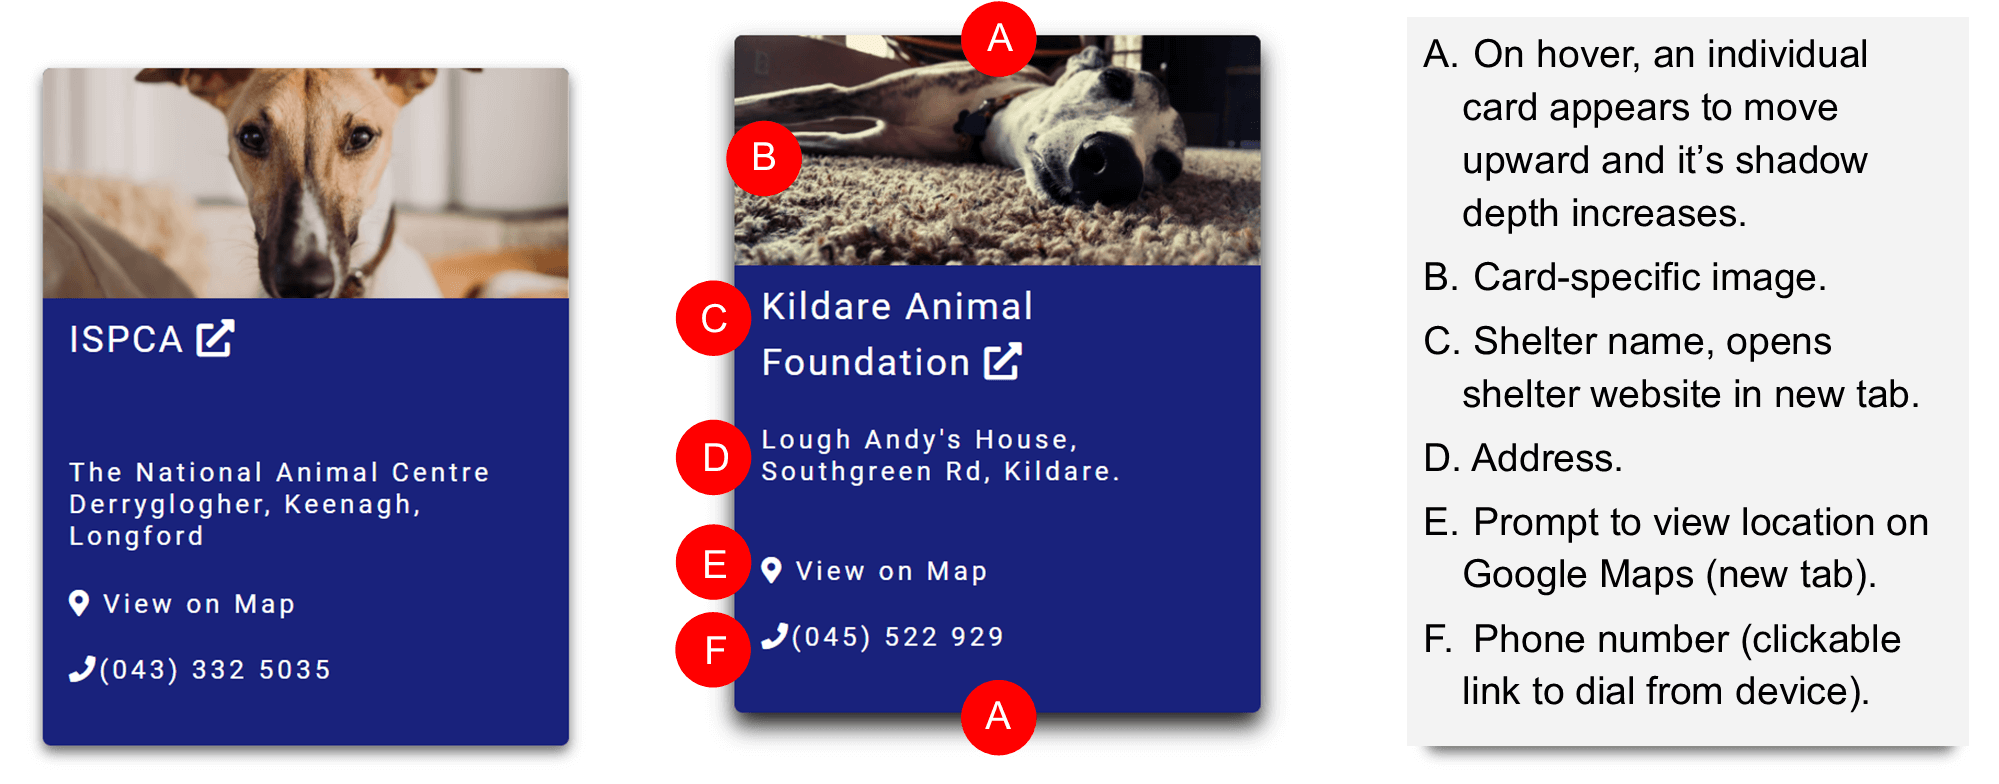 ISPCA
The National Animal Centre
Derryglogher, Keenagh,
Longford
View on Map
(043) 332 5035
A
B
C
Kildare Animal
Foundation
D
Lough Andy's House,
Southgreen Rd, Kildare.
E
View on Map
F
(045) 522 929
A
A. On hover, an individual
card appears to move
upward and it’s shadow
depth increases.
B. Card-specific image.
C. Shelter name, opens
shelter website in new tab.
D. Address.
E. Prompt to view location on
Google Maps (new tab).
F. Phone number (clickable
link to dial from device).